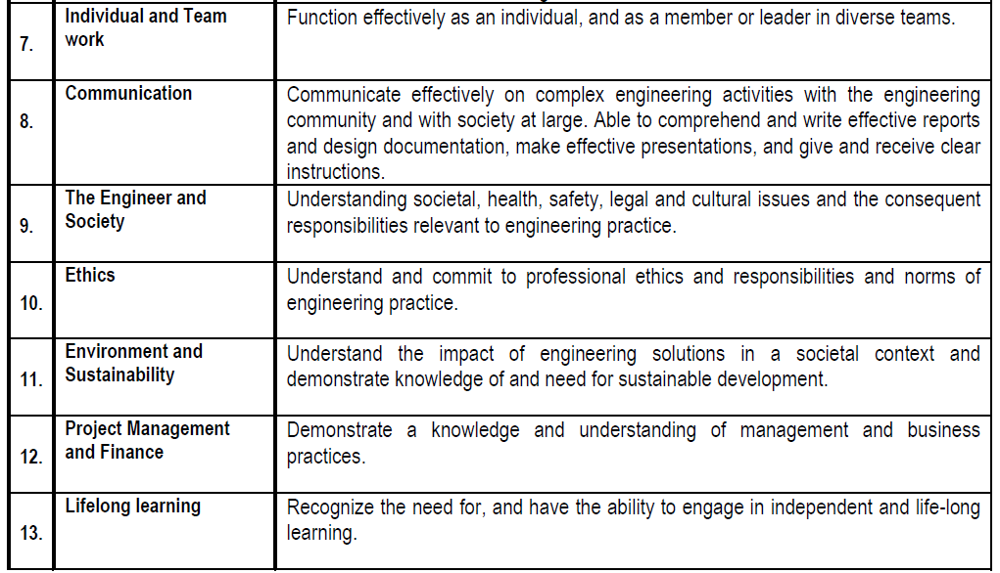 7.
Individual and Team
work
Function effectively as an individual, and as a member or leader in diverse teams.
8.
Communication
Communicate effectively on complex engineering activities with the engineering
community and with society at large. Able to comprehend and write effective reports
and design documentation, make effective presentations, and give and receive clear
instructions.
9.
The Engineer and
Society
Understanding societal, health, safety, legal and cultural issues and the consequent
responsibilities relevant to engineering practice.
10.
Ethics
Understand and commit to professional ethics and responsibilities and norms of
engineering practice.
11.
Environment and
Sustainability
Understand the impact of engineering solutions in a societal context and
demonstrate knowledge of and need for sustainable development.
12.
Project Management
and Finance
Demonstrate a knowledge and understanding of management and business
practices.
13.
Lifelong learning
Recognize the need for, and have the ability to engage in independent and life-long
learning.